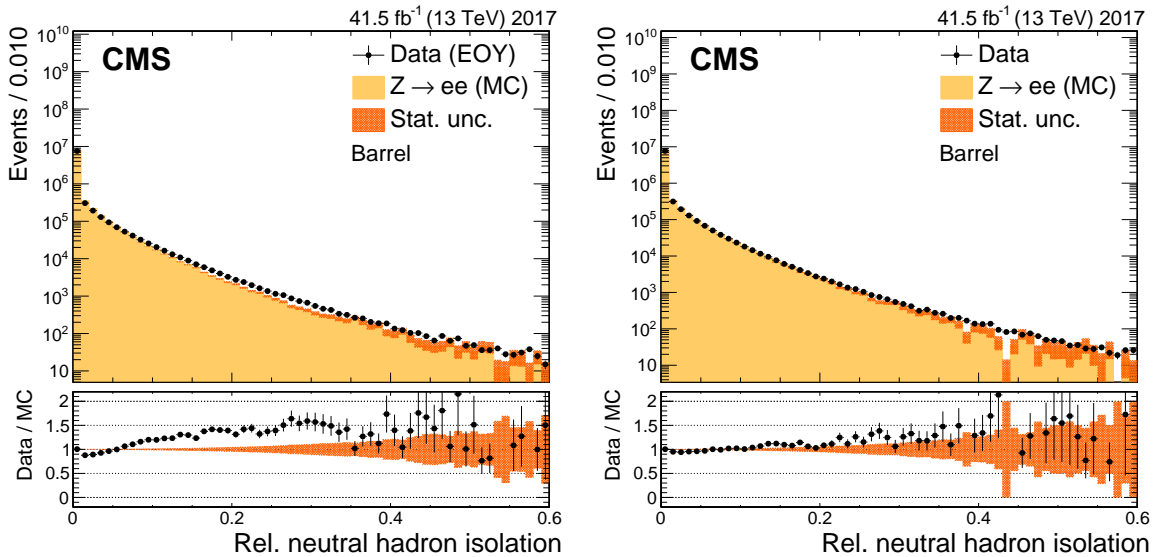 41.5 fb⁻¹ (13 TeV) 2017
CMS
Data (EOY)
Z → ee (MC)
Stat. unc.
Barrel
Events / 0.010
10¹⁰
10⁹
10⁸
10⁷
10⁶
10⁵
10⁴
10³
10²
10
Data / MC
2
1.5
1
0.5
0
0 0.2 0.4 0.6
Rel. neutral hadron isolation
41.5 fb⁻¹ (13 TeV) 2017
CMS
Data
Z → ee (MC)
Stat. unc.
Barrel
Events / 0.010
10¹⁰
10⁹
10⁸
10⁷
10⁶
10⁵
10⁴
10³
10²
10
Data / MC
2
1.5
1
0.5
0
0 0.2 0.4 0.6
Rel. neutral hadron isolation